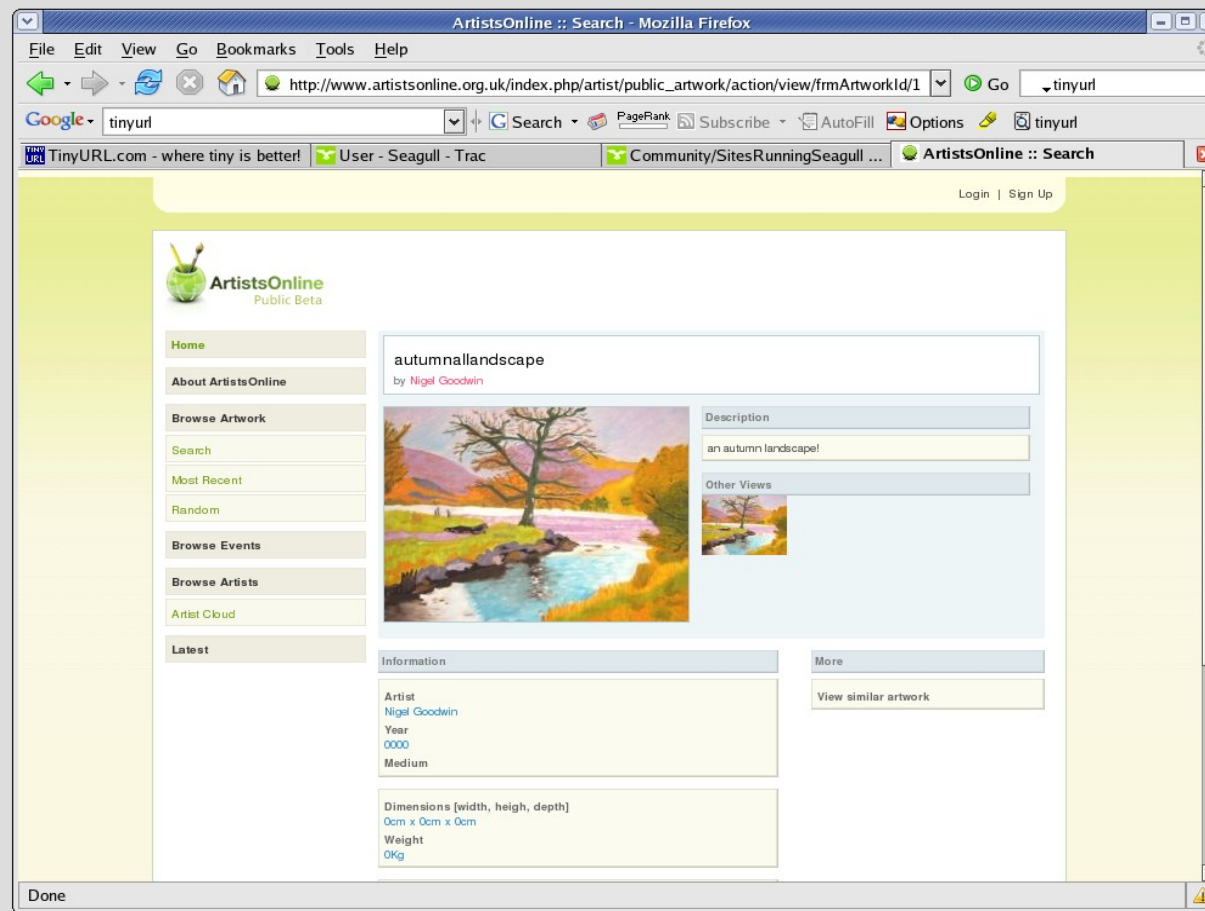 ArtistsOnline :: Search - Mozilla Firefox
File Edit View Go Bookmarks Tools Help
http://www.artistsonline.org.uk/index.php/artist/public_artwork/action/view/frmArtworkId/1 Go tinyurl
Google tinyurl Search PageRank Subscribe AutoFill Options tinyurl
TINY URL TinyURL.com - where tiny is better! User - Seagull - Trac Community/SitesRunningSeagull ... ArtistsOnline :: Search
Login | Sign Up
ArtistsOnline
Public Beta
Home
About ArtistsOnline
Browse Artwork
Search
Most Recent
Random
Browse Events
Browse Artists
Artist Cloud
Latest
autumnallandscape
by Nigel Goodwin
Description
an autumn landscape!
Other Views
Information
Artist
Nigel Goodwin
Year
0000
Medium
Dimensions [width, heigh, depth]
0cm x 0cm x 0cm
Weight
0Kg
More
View similar artwork
Done